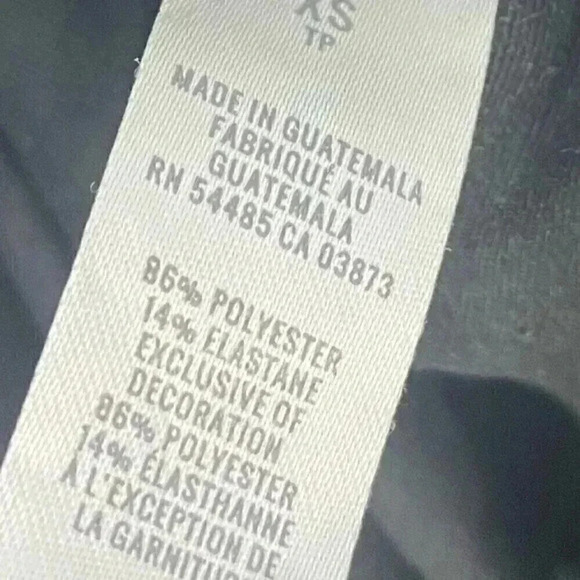 XS
TP
MADE IN GUATEMALA
FABRIQUÉ AU
GUATEMALA
RN 54485 CA 03873
86% POLYESTER
14% ELASTANE
EXCLUSIVE OF
DECORATION
86% POLYESTER
14% ÉLASTHANNE
À L'EXCEPTION DE
LA